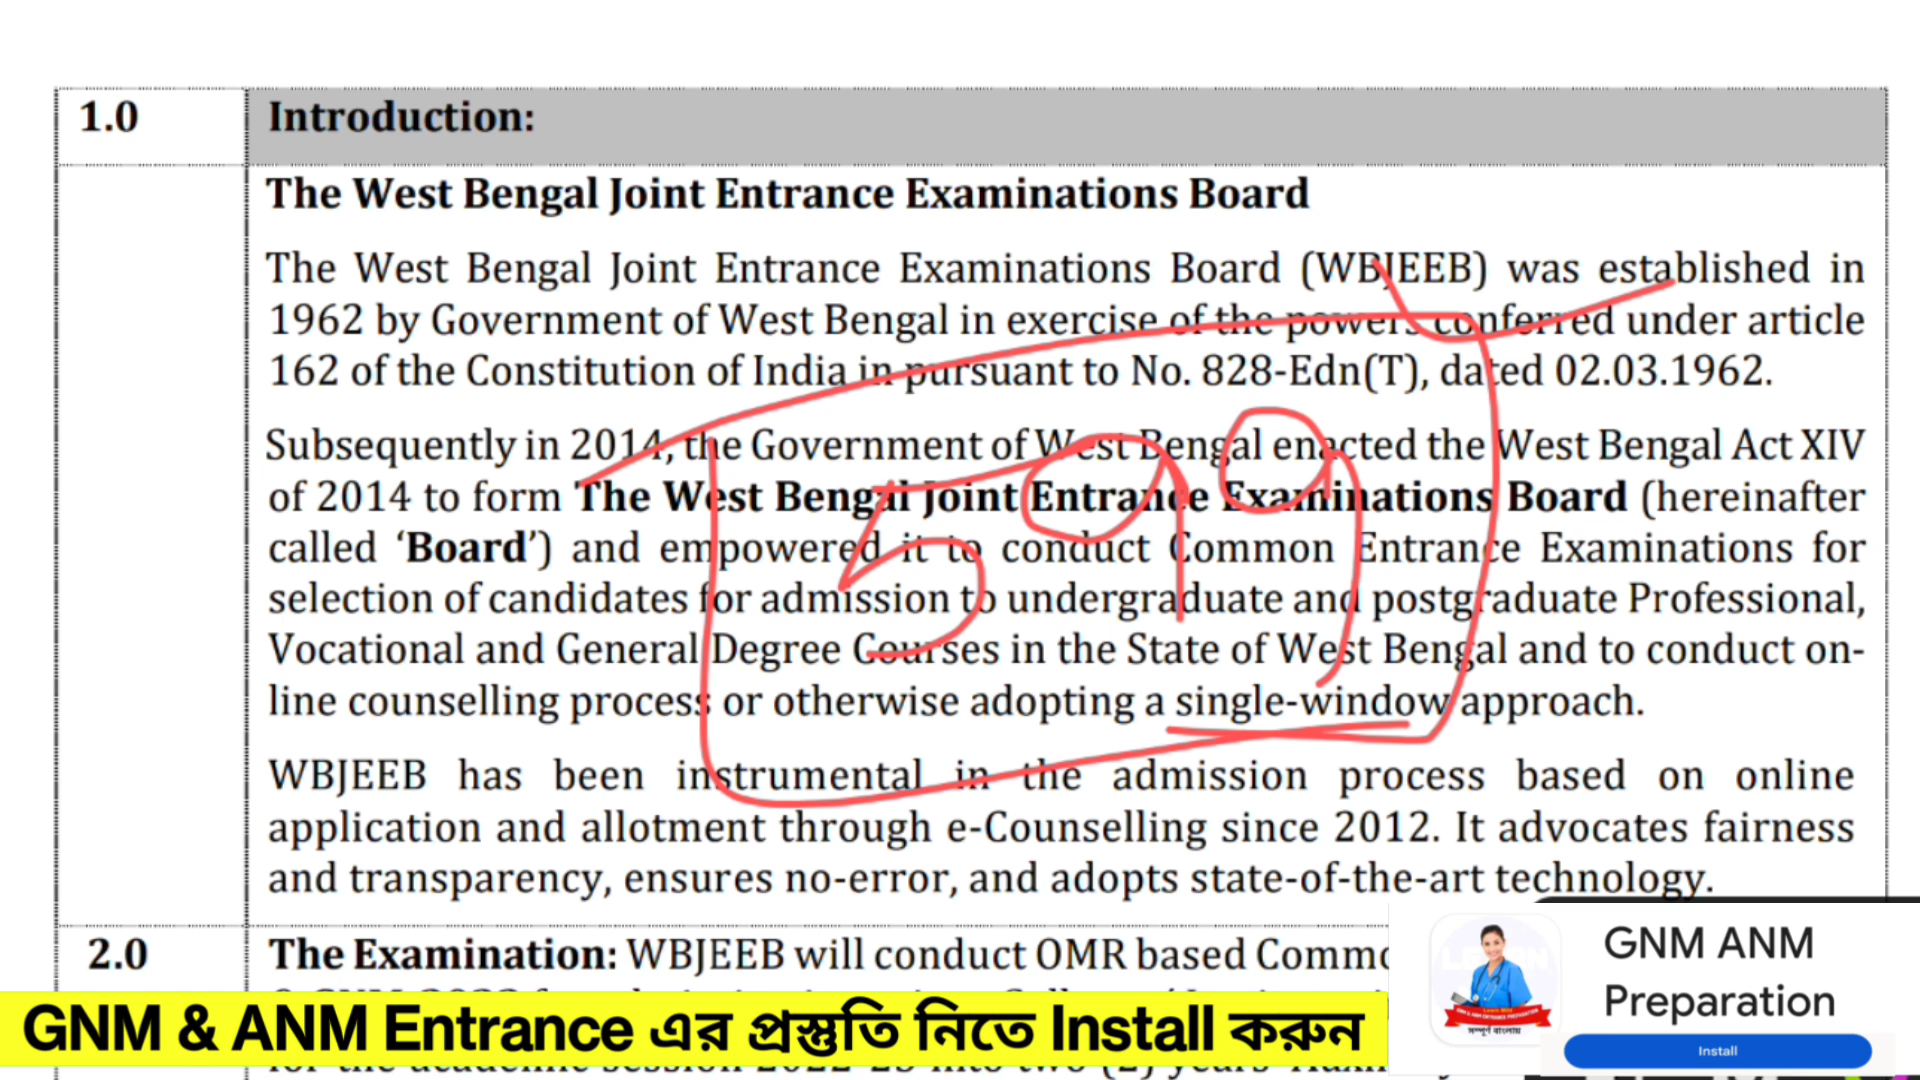 1.0 Introduction:
The West Bengal Joint Entrance Examinations Board
The West Bengal Joint Entrance Examinations Board (WBJEEB) was established in
1962 by Government of West Bengal in exercise of the powers conferred under article
162 of the Constitution of India in pursuant to No. 828-Edn(T), dated 02.03.1962.
Subsequently in 2014, the Government of West Bengal enacted the West Bengal Act XIV
of 2014 to form The West Bengal Joint Entrance Examinations Board (hereinafter
called ‘Board’) and empowered it to conduct Common Entrance Examinations for
selection of candidates for admission to undergraduate and postgraduate Professional,
Vocational and General Degree Courses in the State of West Bengal and to conduct on-
line counselling process or otherwise adopting a single-window approach.
599
WBJEEB has been instrumental in the admission process based on online
application and allotment through e-Counselling since 2012. It advocates fairness
and transparency, ensures no-error, and adopts state-of-the-art technology.
2.0 The Examination: WBJEEB will conduct OMR based
GNM & ANM Entrance এর প্রস্তুতি নিতে Install করুন
GNM ANM
Preparation
সম্পূর্ণ বাংলায়
Install